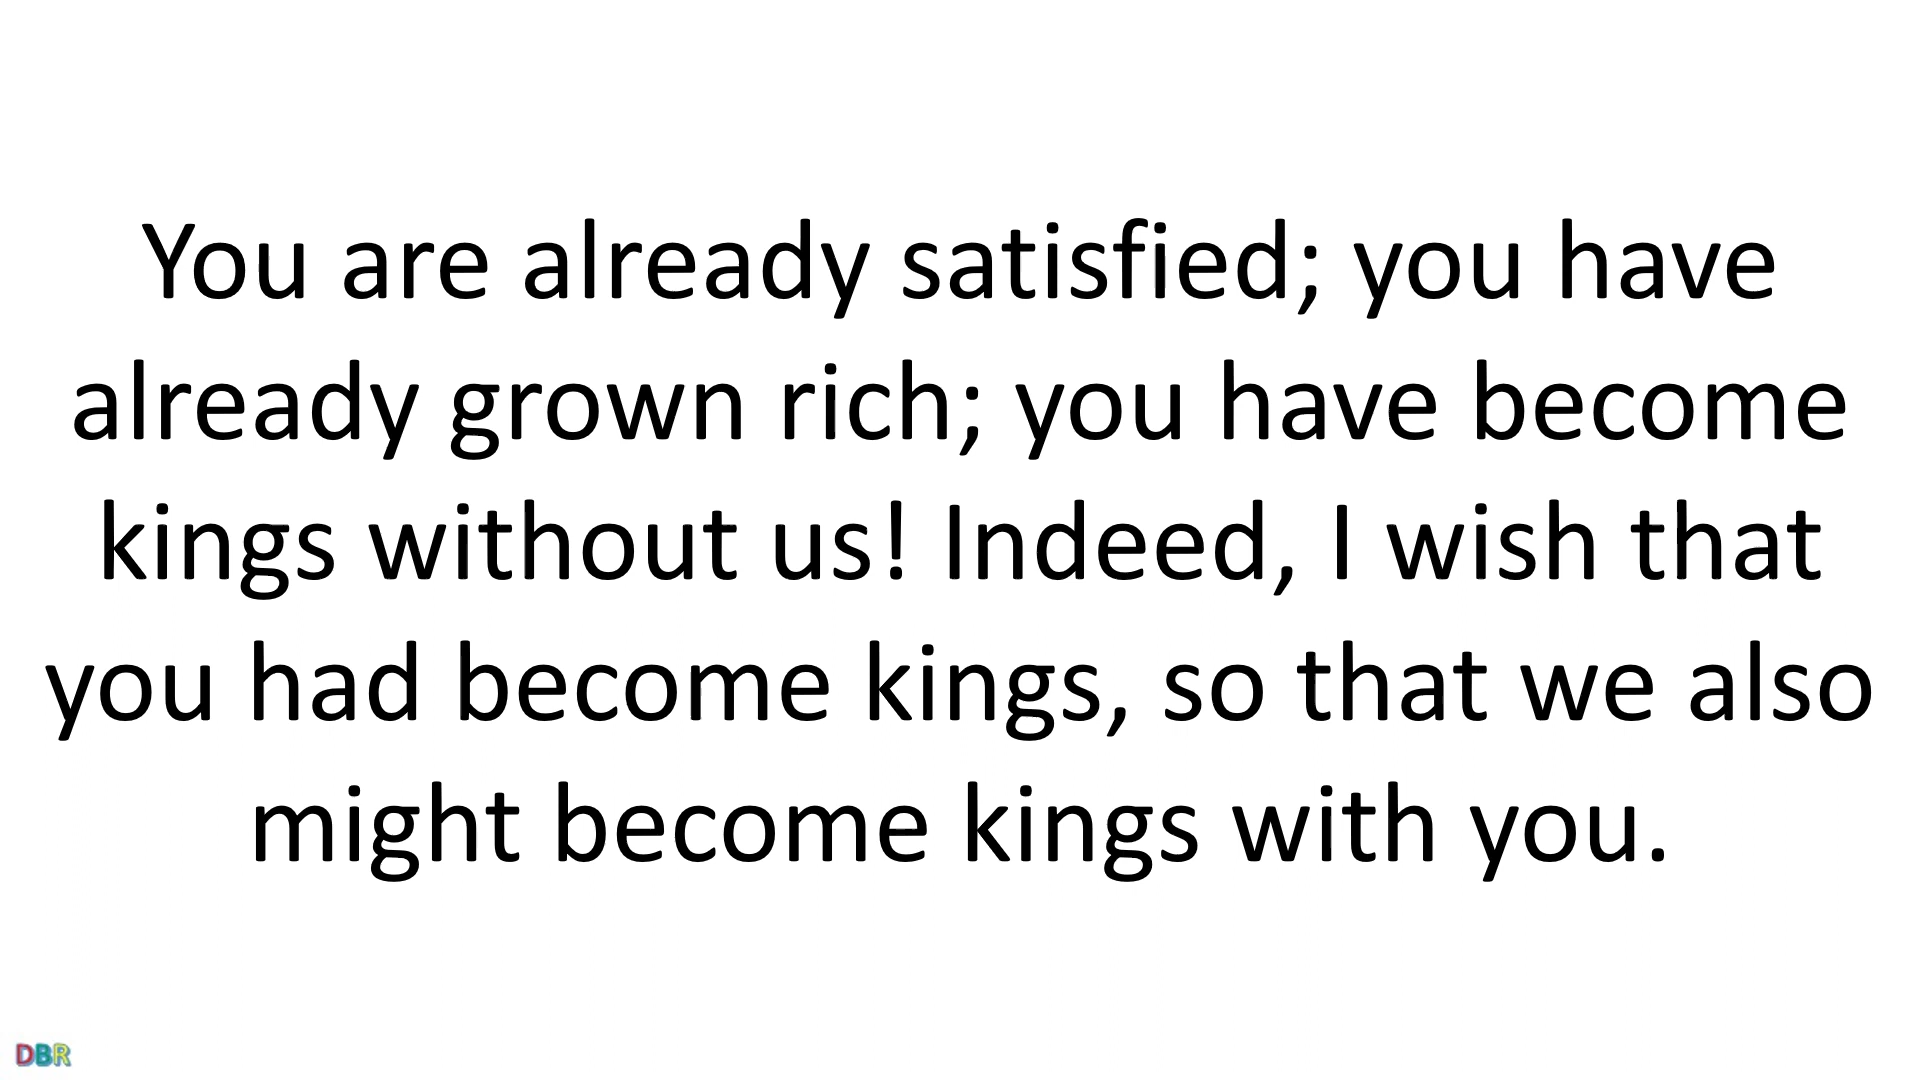 You are already satisfied; you have
already grown rich; you have become
kings without us! Indeed, I wish that
you had become kings, so that we also
might become kings with you.
DBR